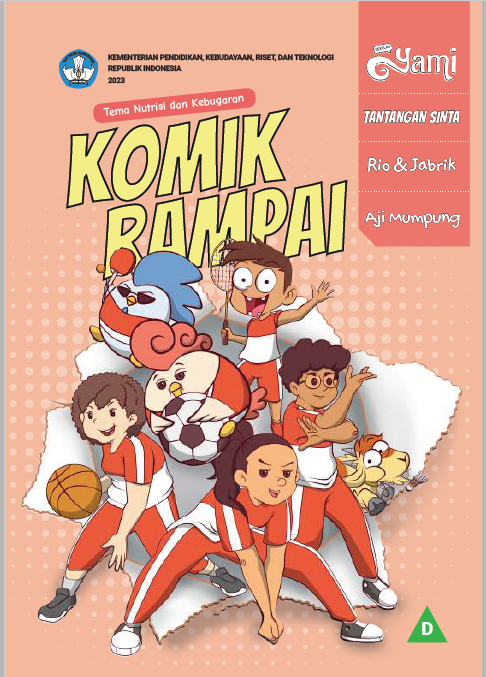 KEMENTERIAN PENDIDIKAN, KEBUDAYAAN, RISET, DAN TEKNOLOGI
REPUBLIK INDONESIA
2023
Tema Nutrisi dan Kebugaran
KOMIK
RAMPAI
Yami
TANTANGAN SINTA
Rio & Jabrik
Aji Mumpung
D